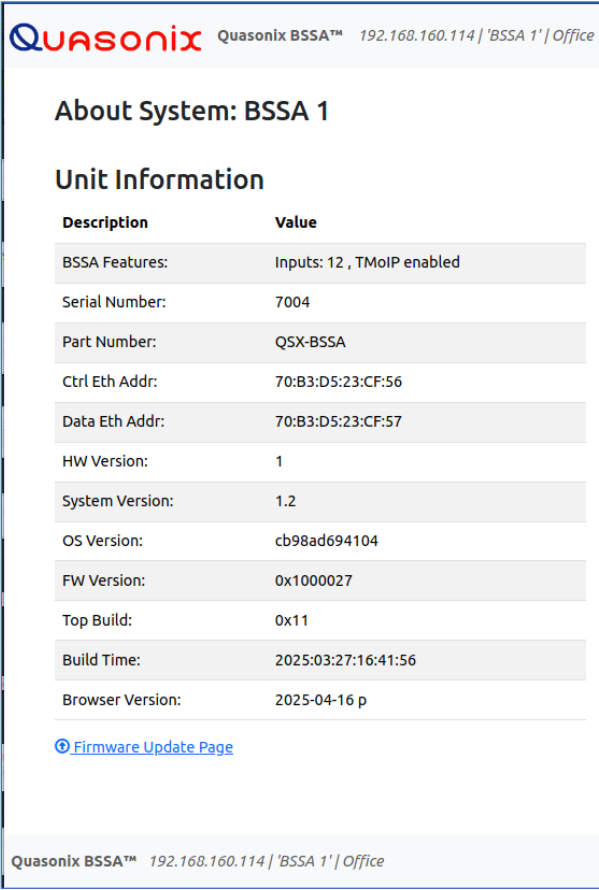 Quasonix Quasonix BSSA™ 192.168.160.114 | 'BSSA 1' | Office
About System: BSSA 1
Unit Information
Description Value
BSSA Features: Inputs: 12 , TMoIP enabled
Serial Number: 7004
Part Number: QSX-BSSA
Ctrl Eth Addr: 70:B3:D5:23:CF:56
Data Eth Addr: 70:B3:D5:23:CF:57
HW Version: 1
System Version: 1.2
OS Version: cb98ad694104
FW Version: 0x1000027
Top Build: 0x11
Build Time: 2025:03:27:16:41:56
Browser Version: 2025-04-16 p
Firmware Update Page
Quasonix BSSA™ 192.168.160.114 | 'BSSA 1' | Office